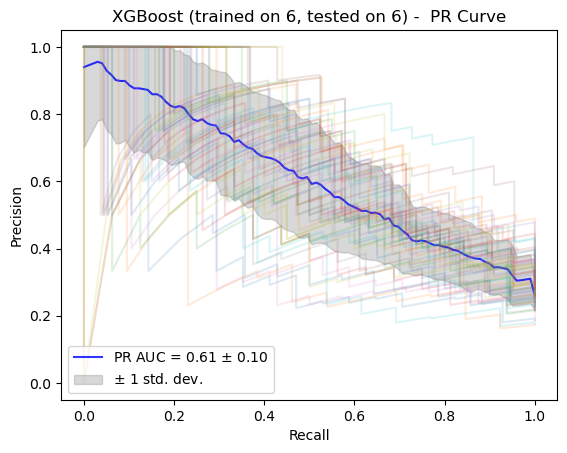 XGBoost (trained on 6, tested on 6) -  PR Curve
Precision
1.0
0.8
0.6
0.4
0.2
0.0
PR AUC = 0.61 ± 0.10
± 1 std. dev.
0.0 0.2 0.4 0.6 0.8 1.0
Recall